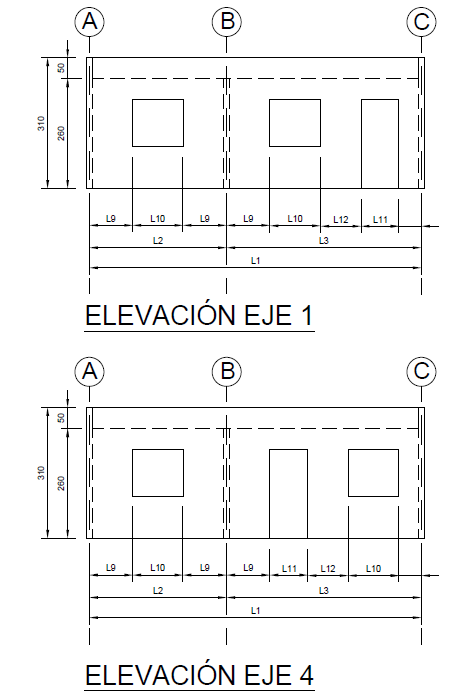 A B C
50
310
260
L9 L10 L9 L9 L10 L12 L11
L2 L3
L1
ELEVACIÓN EJE 1
A B C
50
310
260
L9 L10 L9 L9 L11 L12 L10
L2 L3
L1
ELEVACIÓN EJE 4